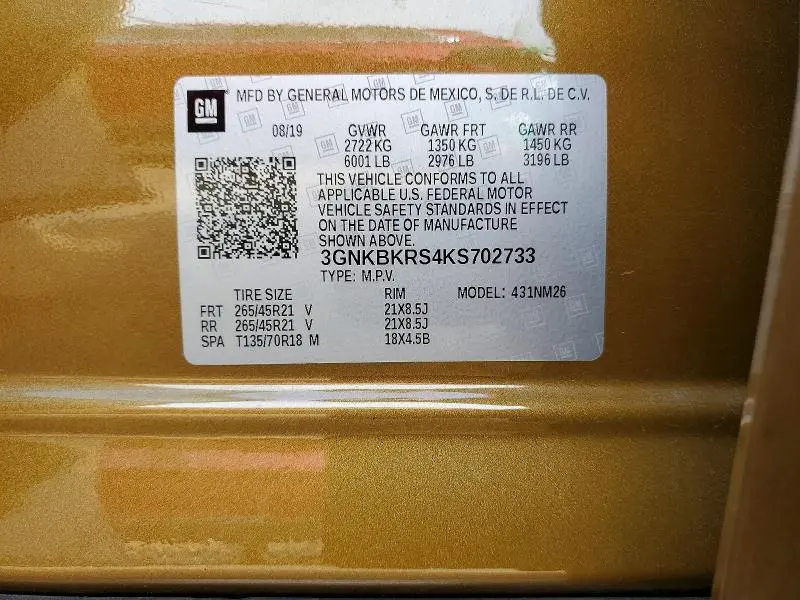 GM MFD BY GENERAL MOTORS DE MEXICO, S. DE R.L. DE C.V.
08/19 GVWR GAWR FRT GAWR RR
2722 KG 1350 KG 1450 KG
6001 LB 2976 LB 3196 LB
THIS VEHICLE CONFORMS TO ALL
APPLICABLE U.S. FEDERAL MOTOR
VEHICLE SAFETY STANDARDS IN EFFECT
ON THE DATE OF MANUFACTURE
SHOWN ABOVE.
3GNKBKRS4KS702733
TYPE: M.P.V.
TIRE SIZE RIM MODEL: 431NM26
FRT 265/45R21 V 21X8.5J
RR 265/45R21 V 21X8.5J
SPA T135/70R18 M 18X4.5B